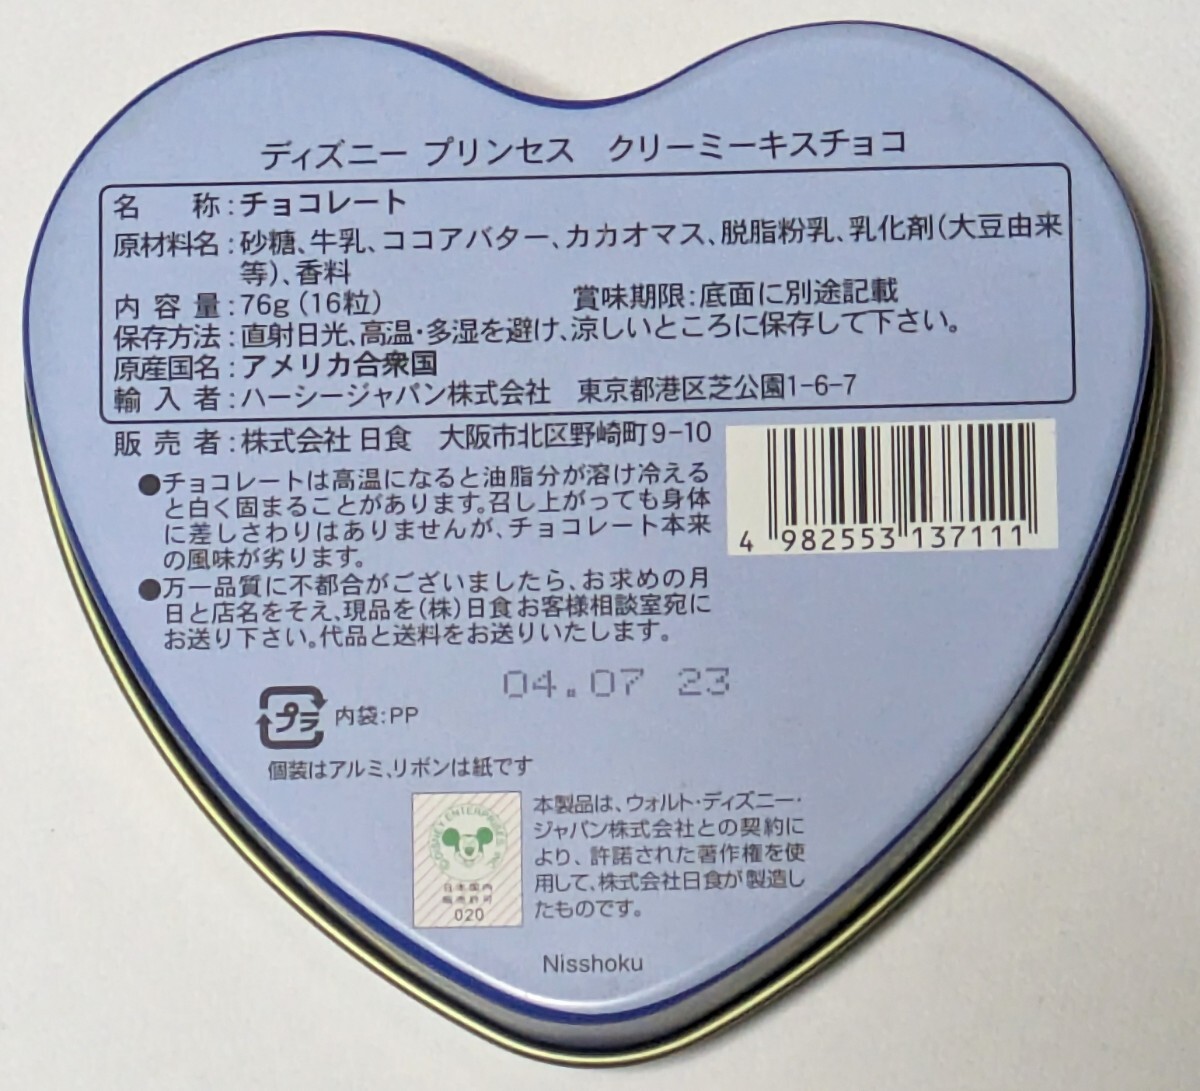 ディズニー プリンセス　クリーミーキスチョコ
名　　称:チョコレート
原材料名:砂糖、牛乳、ココアバター、カカオマス、脱脂粉乳、乳化剤(大豆由来
等)、香料
内 容 量:76g(16粒)　賞味期限:底面に別途記載
保存方法:直射日光、高温・多湿を避け、涼しいところに保存して下さい。
原産国名:アメリカ合衆国
輸 入 者:ハーシージャパン株式会社　東京都港区芝公園1-6-7
販 売 者:株式会社 日食　大阪市北区野崎町9-10
●チョコレートは高温になると油脂分が溶け冷える
と白く固まることがあります。召し上がっても身体
に差しさわりはありませんが、チョコレート本来
の風味が劣ります。
●万一品質に不都合がございましたら、お求めの月
日と店名をそえ、現品を(株)日食お客様相談室宛に
お送り下さい。代品と送料をお送りいたします。
4 982553 137111
04.07 23
プラ 内袋:PP
個装はアルミ、リボンは紙です
DISNEY ENTERPRISES
日本国内
販売許可
020
本製品は、ウォルト・ディズニー・
ジャパン株式会社との契約に
より、許諾された著作権を使
用して、株式会社日食が製造し
たものです。
Nisshoku